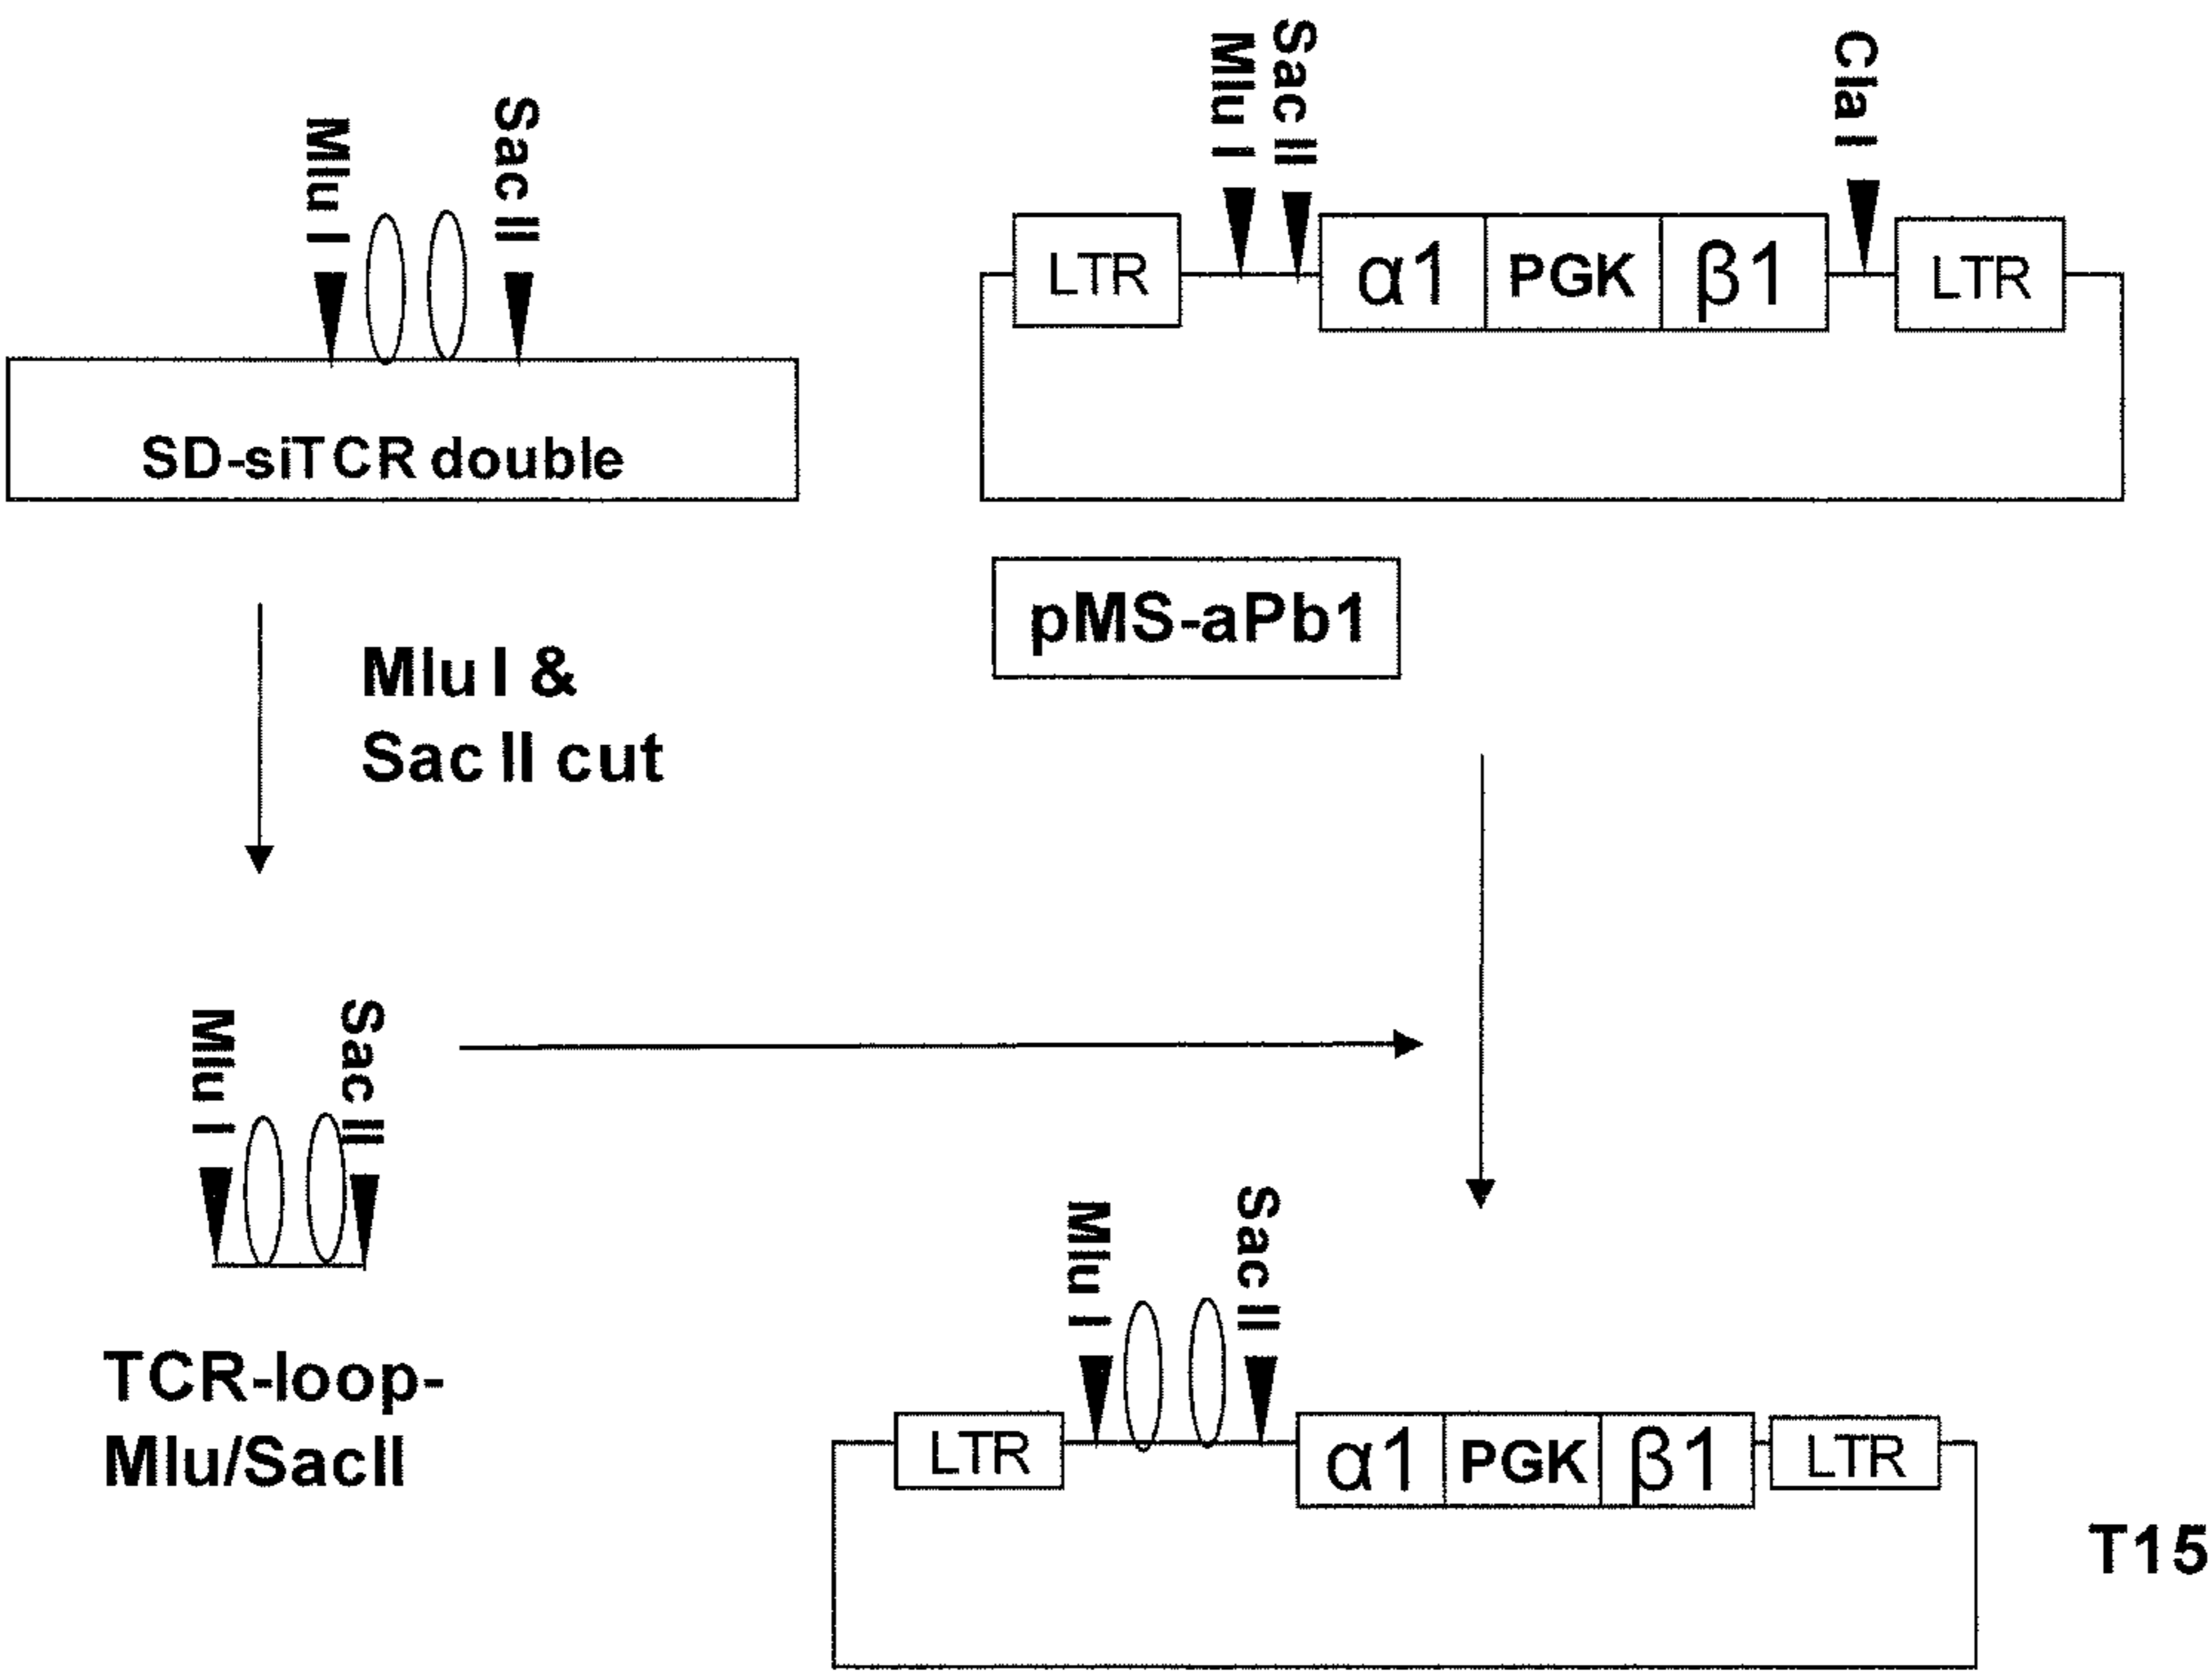 Mlu I
Sac II
SD-siTCR double
Mlu I
Sac II
Cla I
LTR
α1
PGK
β1
LTR
pMS-aPb1
Mlu I &
Sac II cut
Mlu I
Sac II
TCR-loop-
Mlu/SacII
Mlu I
Sac II
LTR
α1
PGK
β1
LTR
T15